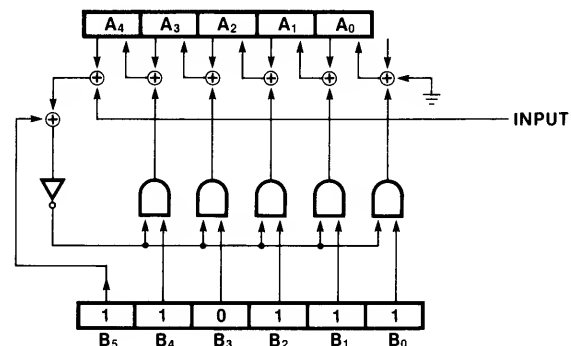 A₄ A₃ A₂ A₁ A₀
INPUT
1 1 0 1 1 1
B₅ B₄ B₃ B₂ B₁ B₀